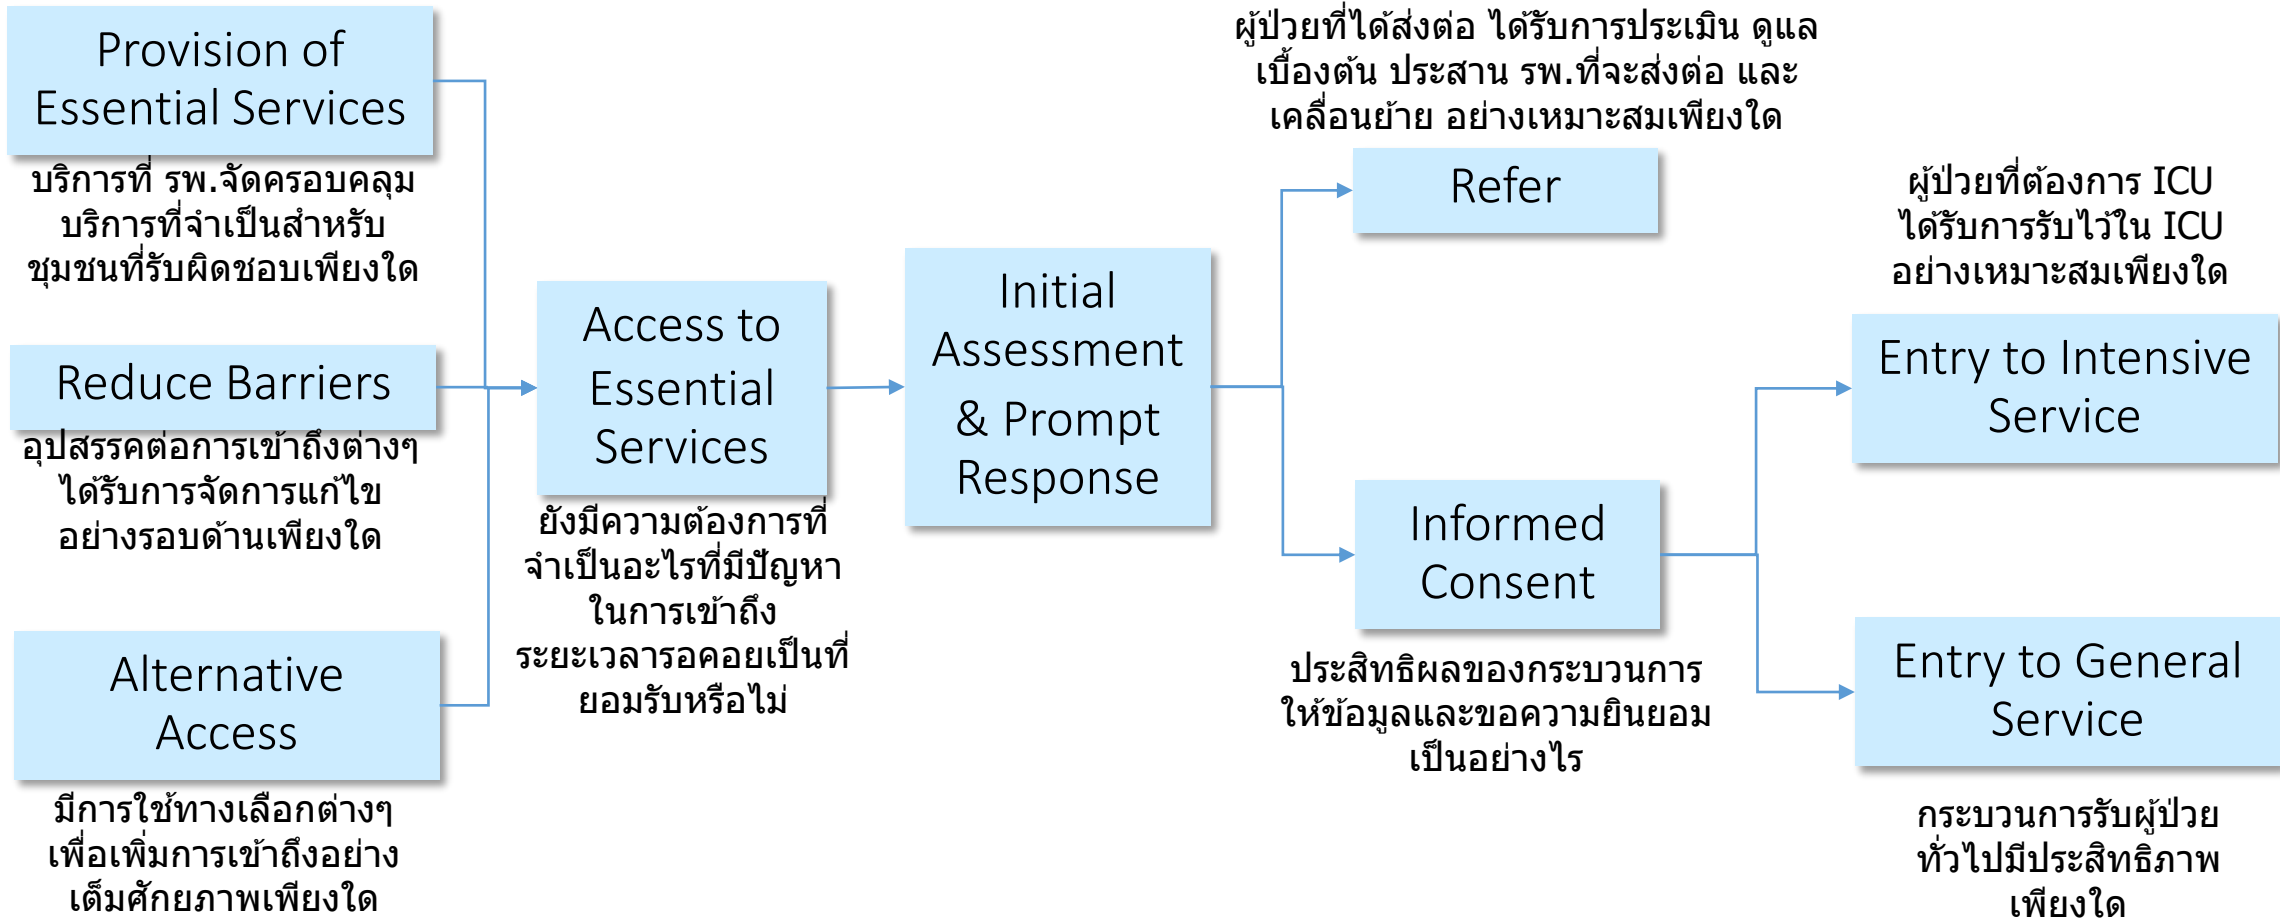 Provision of
Essential Services
บริการที่ รพ.จัดครอบคลุม
บริการที่จำเป็นสำหรับ
ชุมชนที่รับผิดชอบเพียงใด
Reduce Barriers
อุปสรรคต่อการเข้าถึงต่างๆ
ได้รับการจัดการแก้ไข
อย่างรอบด้านเพียงใด
Alternative
Access
มีการใช้ทางเลือกต่างๆ
เพื่อเพิ่มการเข้าถึงอย่าง
เต็มศักยภาพเพียงใด
Access to
Essential
Services
ยังมีความต้องการที่
จำเป็นอะไรที่มีปัญหา
ในการเข้าถึง
ระยะเวลารอคอยเป็นที่
ยอมรับหรือไม่
Initial
Assessment
& Prompt
Response
ผู้ป่วยที่ได้ส่งต่อ ได้รับการประเมิน ดูแล
เบื้องต้น ประสาน รพ.ที่จะส่งต่อ และ
เคลื่อนย้าย อย่างเหมาะสมเพียงใด
Refer
Informed
Consent
ประสิทธิผลของกระบวนการ
ให้ข้อมูลและขอความยินยอม
เป็นอย่างไร
ผู้ป่วยที่ต้องการ ICU
ได้รับการรับไว้ใน ICU
อย่างเหมาะสมเพียงใด
Entry to Intensive
Service
Entry to General
Service
กระบวนการรับผู้ป่วย
ทั่วไปมีประสิทธิภาพ
เพียงใด